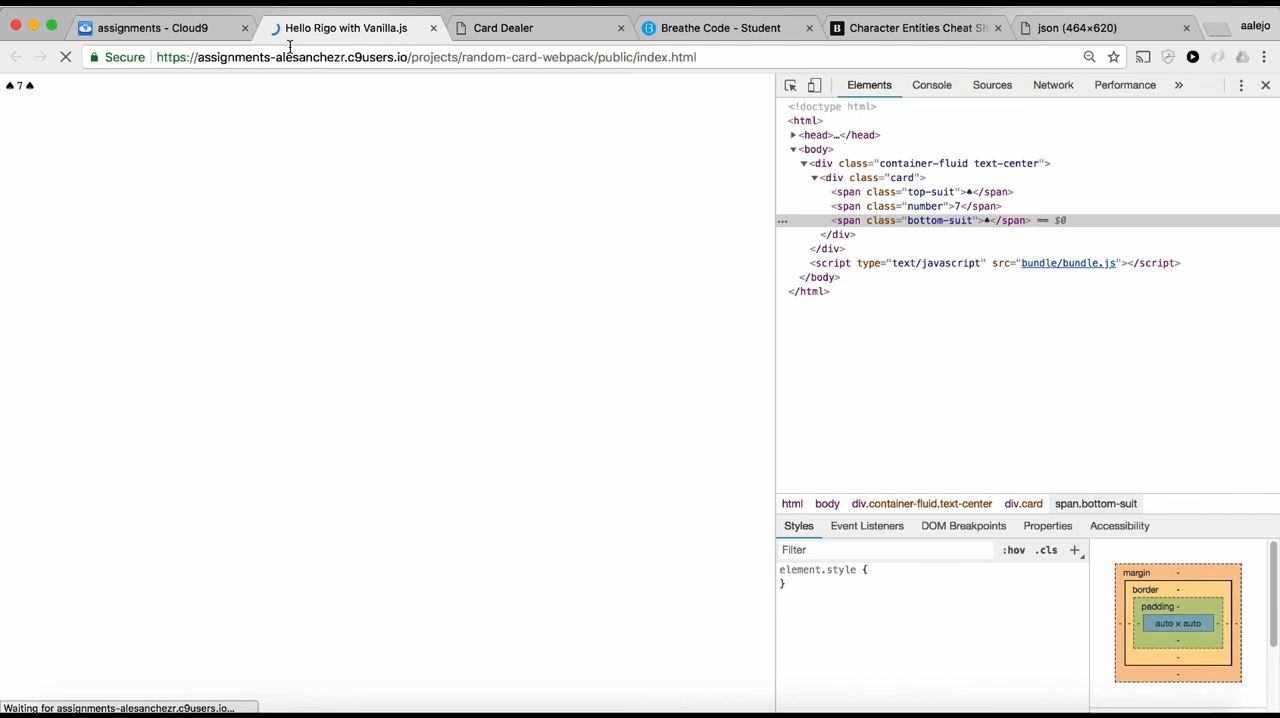 assignments - Cloud9
Hello Rigo with Vanilla.js
Card Dealer
Breathe Code - Student
Character Entities Cheat Sh
json (464×620)
aalejo
Secure
https://assignments-alesanchezr.c9users.io/projects/random-card-webpack/public/index.html
♠ 7 ♠
Elements Console Sources Network Performance »
<!doctype html>
<html>
<head>…</head>
<body>
<div class="container-fluid text-center">
<div class="card">
<span class="top-suit">♠</span>
<span class="number">7</span>
… <span class="bottom-suit">♠</span> == $0
</div>
</div>
<script type="text/javascript" src="bundle/bundle.js"></script>
</body>
</html>
html body div.container-fluid.text-center div.card span.bottom-suit
Styles Event Listeners DOM Breakpoints Properties Accessibility
Filter :hov .cls +
element.style {
}
margin -
border -
padding -
- - - auto × auto - - -
-
-
-
Waiting for assignments-alesanchezr.c9users.io...